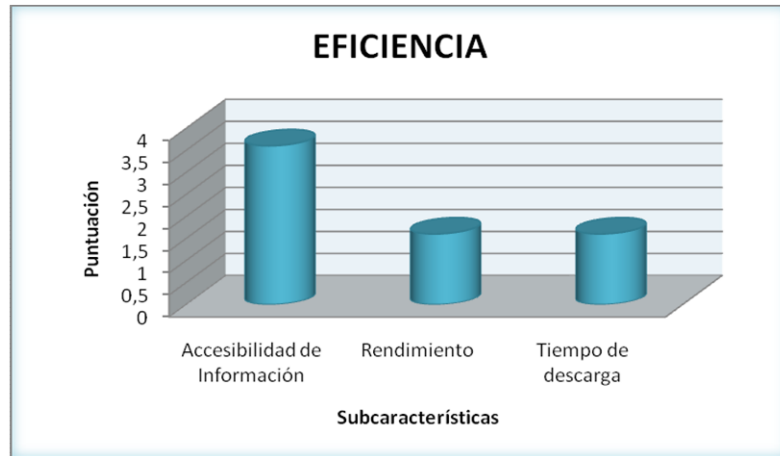 EFICIENCIA
Puntuación
4
3,5
3
2,5
2
1,5
1
0,5
0
Accesibilidad de
Información
Rendimiento
Tiempo de
descarga
Subcaracterísticas